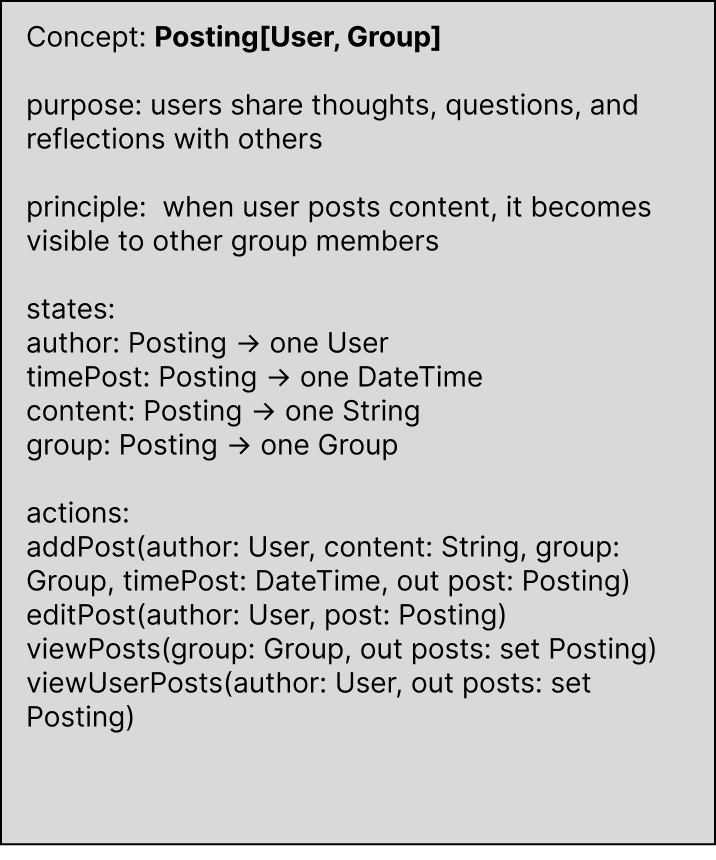 Concept: Posting[User, Group]
purpose: users share thoughts, questions, and
reflections with others
principle:  when user posts content, it becomes
visible to other group members
states:
author: Posting → one User
timePost: Posting → one DateTime
content: Posting → one String
group: Posting → one Group
actions:
addPost(author: User, content: String, group:
Group, timePost: DateTime, out post: Posting)
editPost(author: User, post: Posting)
viewPosts(group: Group, out posts: set Posting)
viewUserPosts(author: User, out posts: set
Posting)